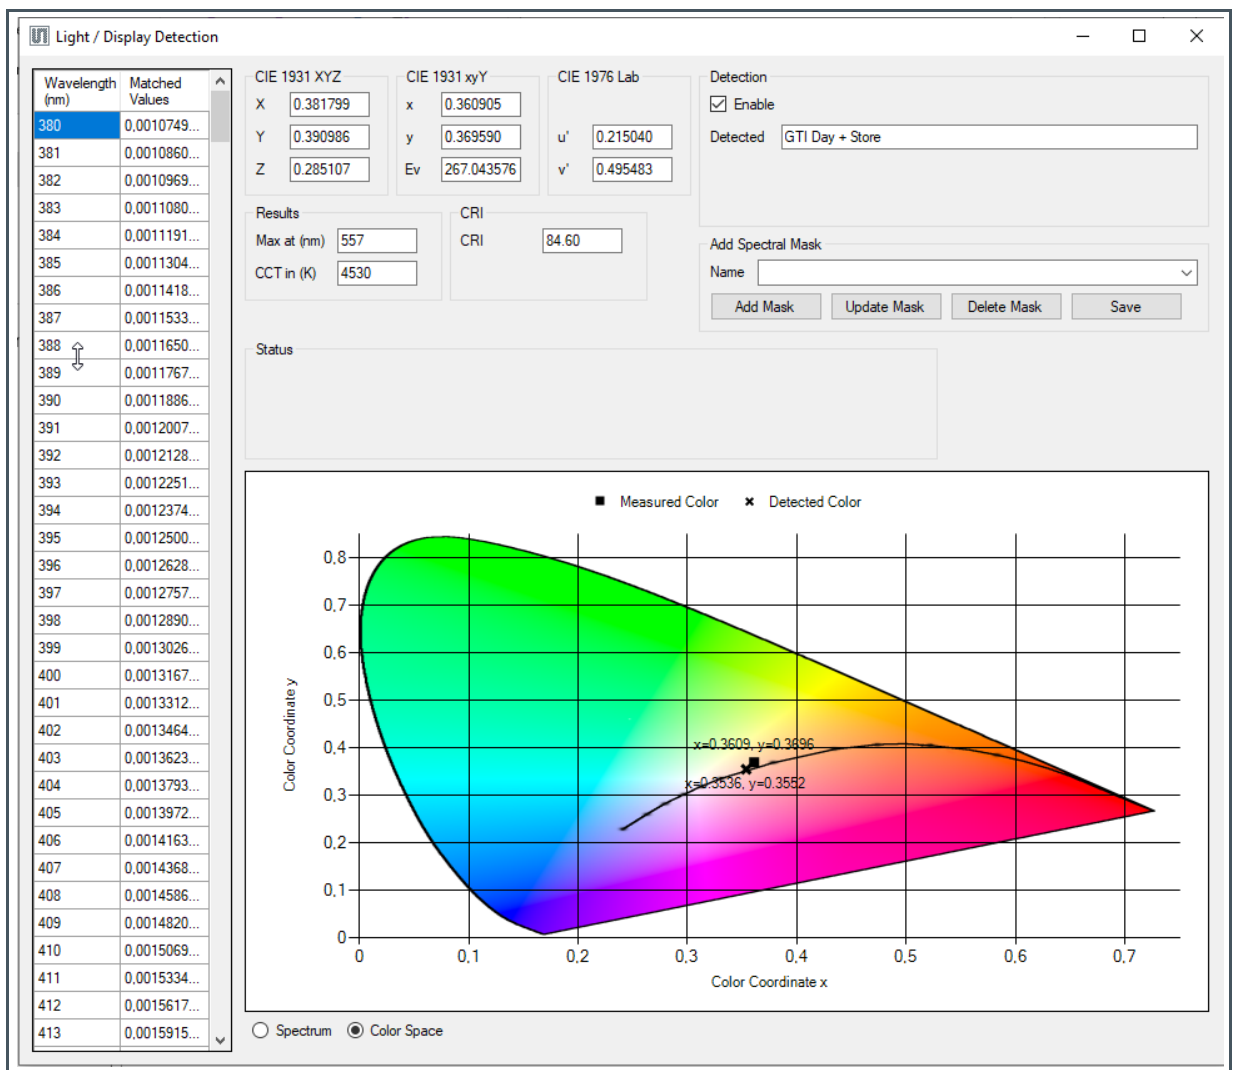 Light / Display Detection
Wavelength (nm) Matched Values
380 0,0010749...
381 0,0010860...
382 0,0010969...
383 0,0011080...
384 0,0011191...
385 0,0011304...
386 0,0011418...
387 0,0011533...
388 0,0011650...
389 0,0011767...
390 0,0011886...
391 0,0012007...
392 0,0012128...
393 0,0012251...
394 0,0012374...
395 0,0012500...
396 0,0012628...
397 0,0012757...
398 0,0012890...
399 0,0013026...
400 0,0013167...
401 0,0013312...
402 0,0013464...
403 0,0013623...
404 0,0013793...
405 0,0013972...
406 0,0014163...
407 0,0014368...
408 0,0014586...
409 0,0014820...
410 0,0015069...
411 0,0015334...
412 0,0015617...
413 0,0015915...
CIE 1931 XYZ
X 0.381799
Y 0.390986
Z 0.285107
CIE 1931 xyY
x 0.360905
y 0.369590
Ev 267.043576
CIE 1976 Lab
u' 0.215040
v' 0.495483
Detection
Enable
Detected GTI Day + Store
Results
Max at (nm) 557
CCT in (K) 4530
CRI
CRI 84.60
Add Spectral Mask
Name
Add Mask Update Mask Delete Mask Save
Status
Measured Color Detected Color
0,8
0,7
0,6
0,5
0,4
0,3
0,2
0,1
0
Color Coordinate y
x=0.3609, y=0.3696
x=0.3536, y=0.3552
0 0,1 0,2 0,3 0,4 0,5 0,6 0,7
Color Coordinate x
Spectrum Color Space